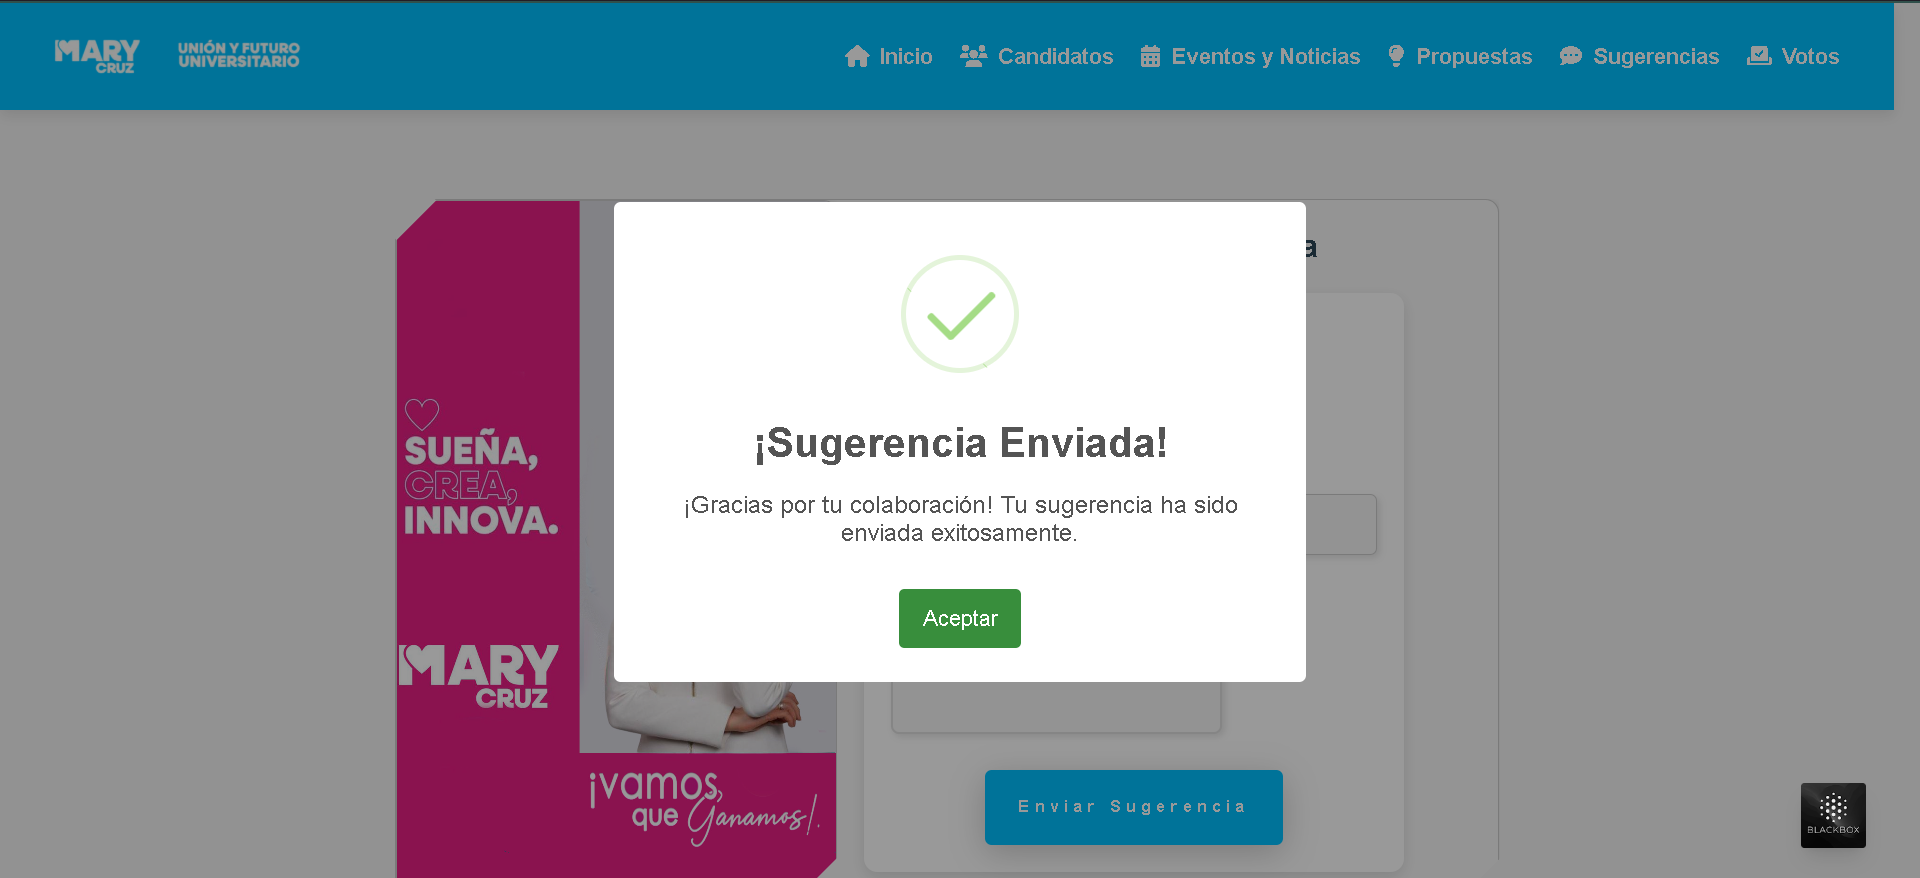 MARY
CRUZ
UNIÓN Y FUTURO
UNIVERSITARIO
Inicio
Candidatos
Eventos y Noticias
Propuestas
Sugerencias
Votos
a
SUEÑA,
CREA,
INNOVA.
MARY
CRUZ
¡vamos,
que Ganamos!.
¡Sugerencia Enviada!
¡Gracias por tu colaboración! Tu sugerencia ha sido
enviada exitosamente.
Aceptar
Enviar Sugerencia
BLACKBOX